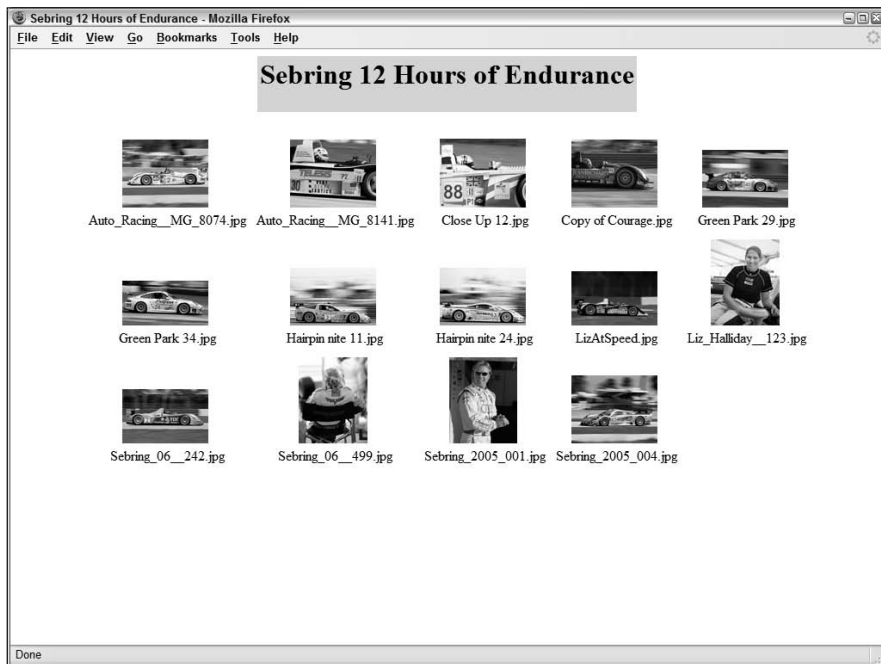 Sebring 12 Hours of Endurance - Mozilla Firefox
File Edit View Go Bookmarks Tools Help
Sebring 12 Hours of Endurance
88
Auto_Racing__MG_8074.jpg Auto_Racing__MG_8141.jpg Close Up 12.jpg Copy of Courage.jpg Green Park 29.jpg
Green Park 34.jpg Hairpin nite 11.jpg Hairpin nite 24.jpg LizAtSpeed.jpg Liz_Halliday__123.jpg
Sebring_06__242.jpg Sebring_06__499.jpg Sebring_2005_001.jpg Sebring_2005_004.jpg
Done